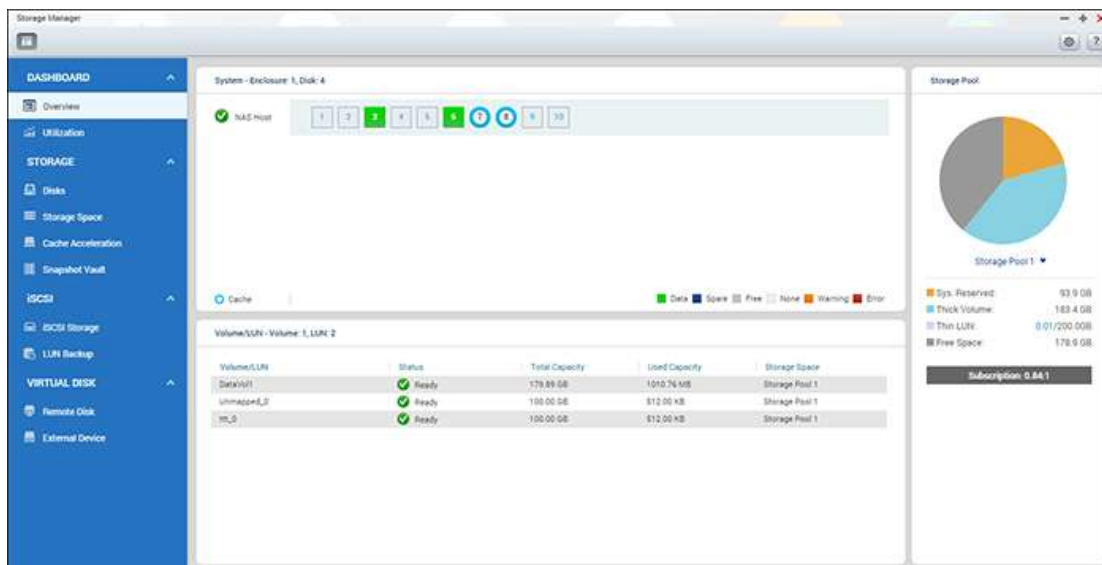 Storage Manager
DASHBOARD
Overview
Utilization
STORAGE
Disks
Storage Space
Cache Acceleration
Snapshot Vault
iSCSI
iSCSI Storage
LUN Backup
VIRTUAL DISK
Remote Disk
External Device
System - Enclosure: 1, Disk: 4
NAS Host 1 2 3 4 5 6 7 8 9 10
Cache Data Spare Free None Warning Error
Volume/LUN - Volume: 1, LUN: 2
Volume/LUN Status Total Capacity Used Capacity Storage Space
DataVol1 Ready 179.89 GB 1010.76 MB Storage Pool 1
Unmapped_0 Ready 100.00 GB 512.00 KB Storage Pool 1
Ready 100.00 GB 512.00 KB Storage Pool 1
Storage Pool
Storage Pool 1
Sys. Reserved: 93.9 GB
Thick Volume: 183.4 GB
Thin LUN: 0.01/200.0GB
Free Space: 178.9 GB
Subscription: 0.84:1